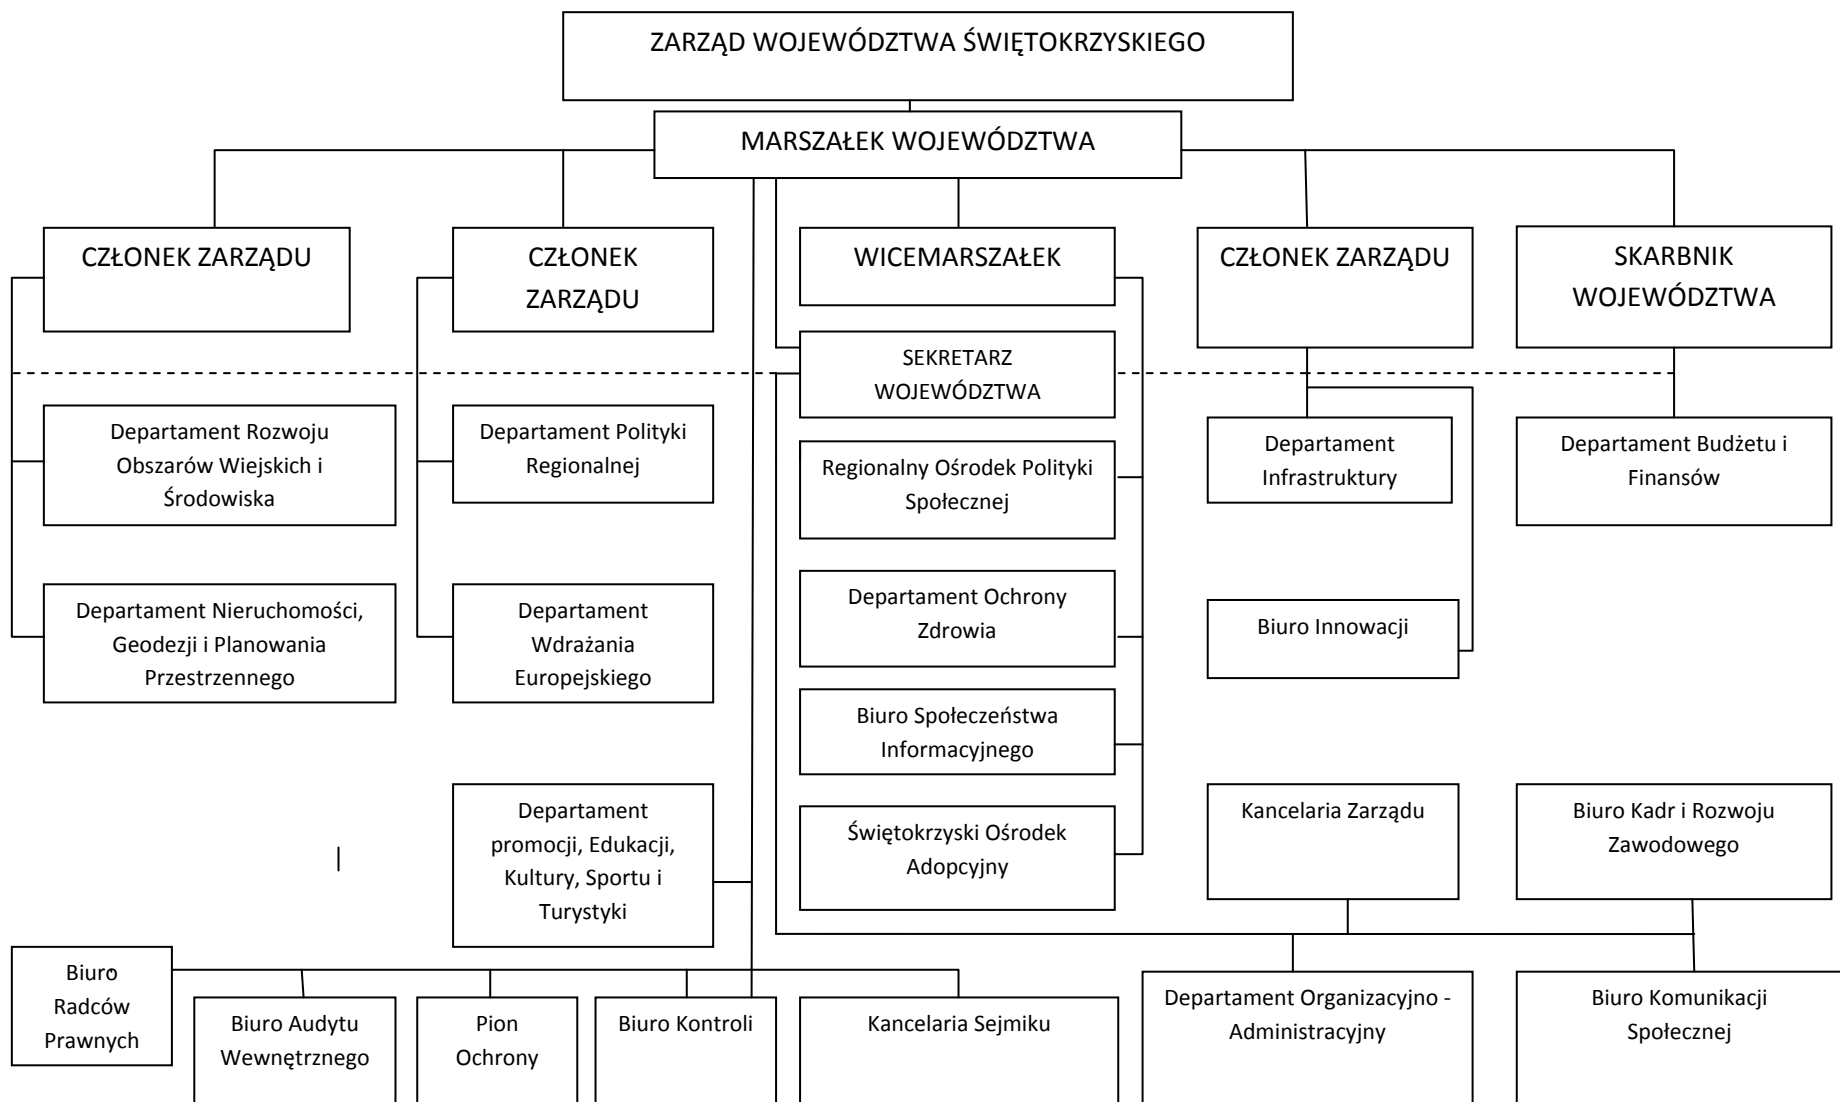 ZARZĄD WOJEWÓDZTWA ŚWIĘTOKRZYSKIEGO
MARSZAŁEK WOJEWÓDZTWA
CZŁONEK ZARZĄDU
CZŁONEK
ZARZĄDU
WICEMARSZAŁEK
CZŁONEK ZARZĄDU
SKARBNIK
WOJEWÓDZTWA
SEKRETARZ
WOJEWÓDZTWA
Departament Rozwoju
Obszarów Wiejskich i
Środowiska
Departament Polityki
Regionalnej
Regionalny Ośrodek Polityki
Społecznej
Departament
Infrastruktury
Departament Budżetu i
Finansów
Departament Nieruchomości,
Geodezji i Planowania
Przestrzennego
Departament
Wdrażania
Europejskiego
Departament Ochrony
Zdrowia
Biuro Innowacji
Biuro Społeczeństwa
Informacyjnego
Departament
promocji, Edukacji,
Kultury, Sportu i
Turystyki
Świętokrzyski Ośrodek
Adopcyjny
Kancelaria Zarządu
Biuro Kadr i Rozwoju
Zawodowego
Biuro
Radców
Prawnych
Biuro Audytu
Wewnętrznego
Pion
Ochrony
Biuro Kontroli
Kancelaria Sejmiku
Departament Organizacyjno -
Administracyjny
Biuro Komunikacji
Społecznej